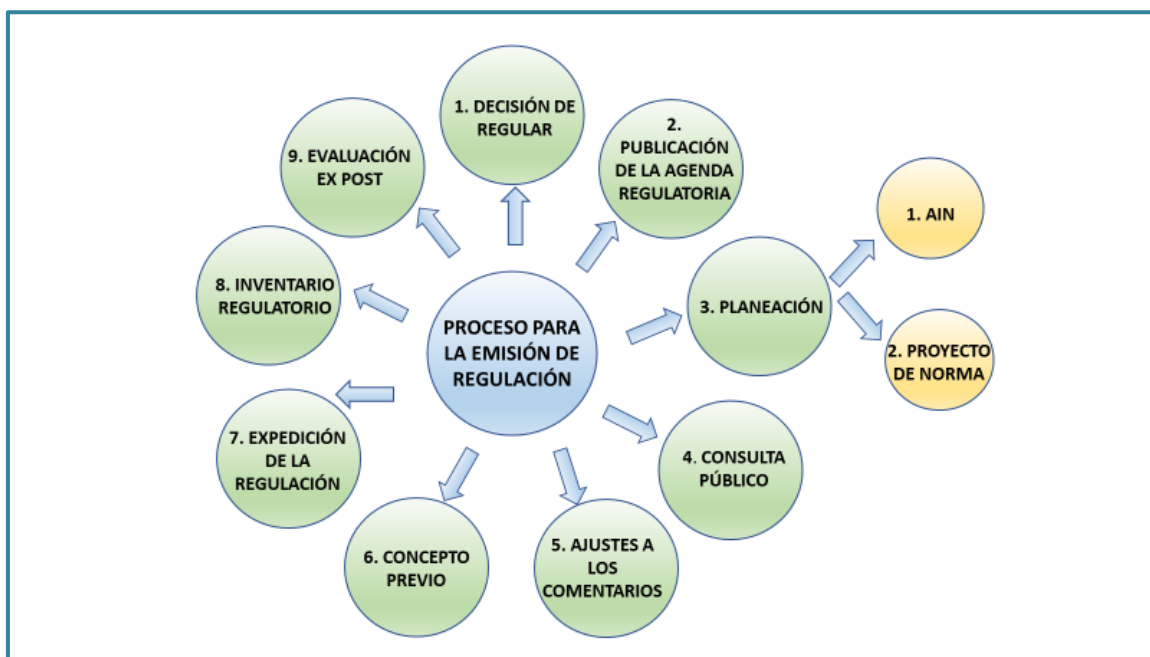 1. DECISIÓN DE
REGULAR
2.
PUBLICACIÓN
DE LA AGENDA
REGULATORIA
9. EVALUACIÓN
EX POST
1. AIN
8. INVENTARIO
REGULATORIO
PROCESO PARA
LA EMISIÓN DE
REGULACIÓN
3. PLANEACIÓN
2. PROYECTO
DE NORMA
4. CONSULTA
PÚBLICO
7. EXPEDICIÓN
DE LA
REGULACIÓN
6. CONCEPTO
PREVIO
5. AJUSTES A
LOS
COMENTARIOS